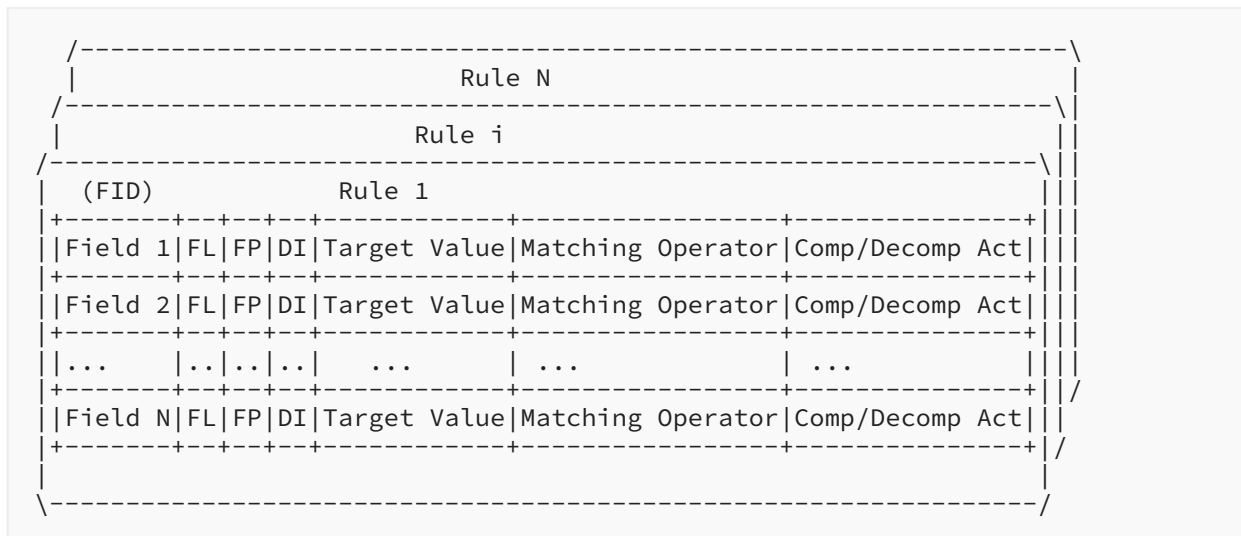 /-----------------------------------------------------------------\
|                         Rule N                                  |
/-----------------------------------------------------------------\|
|                       Rule i                                    ||
/-----------------------------------------------------------------\||
|  (FID)            Rule 1                                        |||
|+-------+--+--+--+------------+-----------------+---------------+|||
||Field 1|FL|FP|DI|Target Value|Matching Operator|Comp/Decomp Act||||
|+-------+--+--+--+------------+-----------------+---------------+|||
||Field 2|FL|FP|DI|Target Value|Matching Operator|Comp/Decomp Act||||
|+-------+--+--+--+------------+-----------------+---------------+|||
||...    |..|..|..|   ...      | ...             | ...           ||||
|+-------+--+--+--+------------+-----------------+---------------+||/
||Field N|FL|FP|DI|Target Value|Matching Operator|Comp/Decomp Act|||
|+-------+--+--+--+------------+-----------------+---------------+|/
|                                                                 |
\-----------------------------------------------------------------/